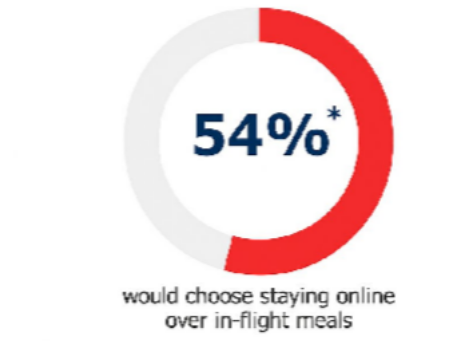 54%*
would choose staying online
over in-flight meals